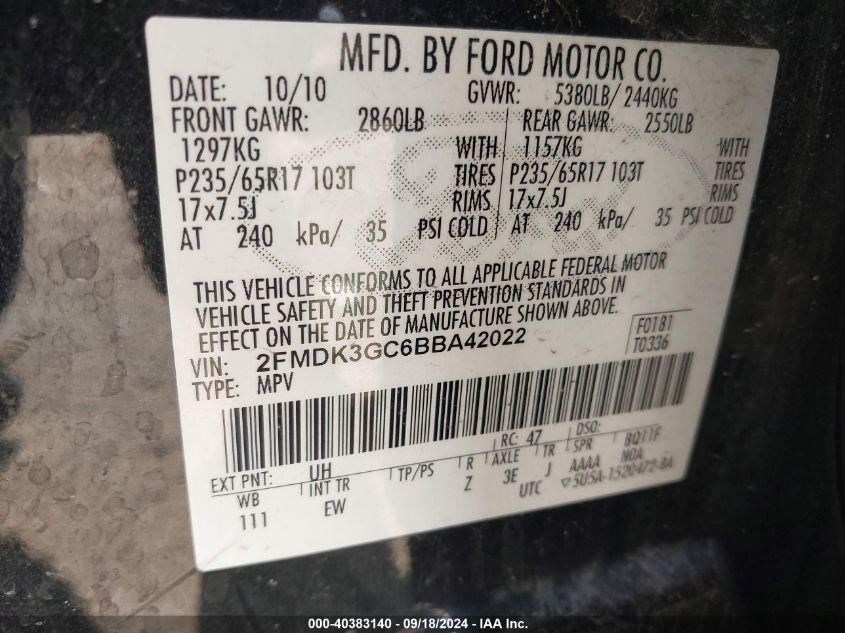 MFD. BY FORD MOTOR CO.
DATE: 10/10 GVWR: 5380LB/ 2440KG
FRONT GAWR: 2860LB REAR GAWR: 2550LB
1297KG WITH 1157KG WITH
P235/65R17 103T TIRES P235/65R17 103T TIRES
17x7.5J RIMS 17x7.5J RIMS
AT 240 kPa/ 35 PSI COLD AT 240 kPa/ 35 PSI COLD
THIS VEHICLE CONFORMS TO ALL APPLICABLE FEDERAL MOTOR
VEHICLE SAFETY AND THEFT PREVENTION STANDARDS IN
EFFECT ON THE DATE OF MANUFACTURE SHOWN ABOVE.
VIN: 2FMDK3GC6BBA42022 F0181
TYPE: MPV T0336
EXT PNT: UH RC: 47 DSO: BQ11F
WB INT TR TP/PS R AXLE TR SPR NOA
111 EW Z 3E J AAAA
UTC ▽5U5A-1520472-BA
000-40383140 - 09/18/2024 - IAA Inc.